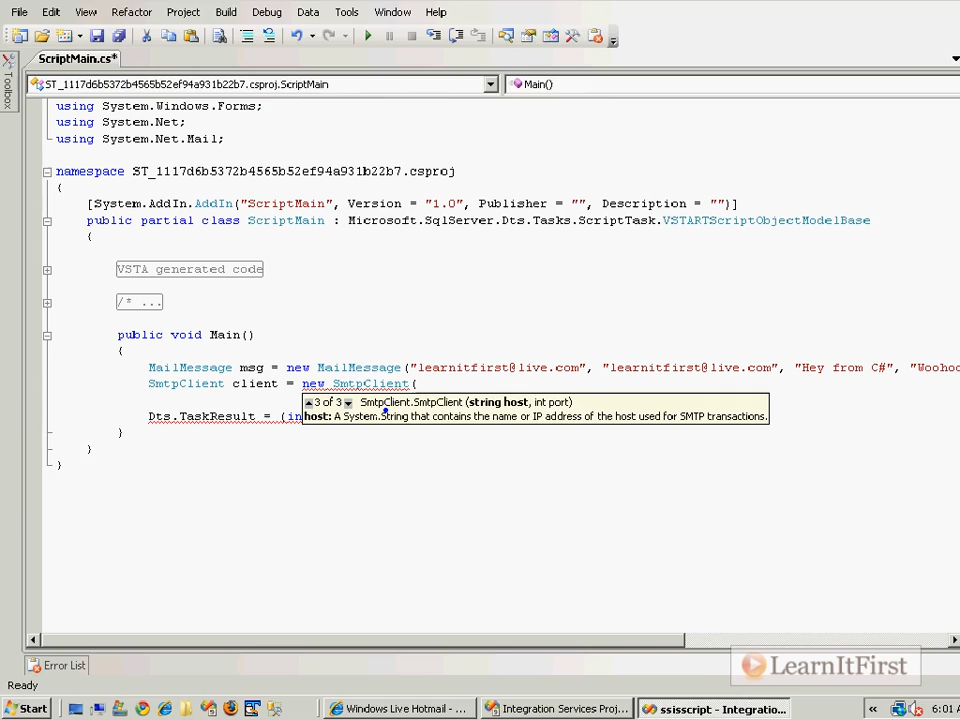 File Edit View Refactor Project Build Debug Data Tools Window Help
ScriptMain.cs*
Toolbox
ST_1117d6b5372b4565b52ef94a931b22b7.csproj.ScriptMain
Main()
using System.Windows.Forms;
using System.Net;
using System.Net.Mail;
namespace ST_1117d6b5372b4565b52ef94a931b22b7.csproj
{
[System.AddIn.AddIn("ScriptMain", Version = "1.0", Publisher = "", Description = "")]
public partial class ScriptMain : Microsoft.SqlServer.Dts.Tasks.ScriptTask.VSTARTScriptObjectModelBase
{
VSTA generated code
/* ...
public void Main()
{
MailMessage msg = new MailMessage("learnitfirst@live.com", "learnitfirst@live.com", "Hey from C#", "Woohoo
SmtpClient client = new SmtpClient(
3 of 3 SmtpClient.SmtpClient (string host, int port)
host: A System.String that contains the name or IP address of the host used for SMTP transactions.
Dts.TaskResult = (in
}
}
}
Error List
LearnItFirst
Ready
Start
Windows Live Hotmail - ...
Integration Services Proj...
ssisscript - Integratio...
«
6:01 A